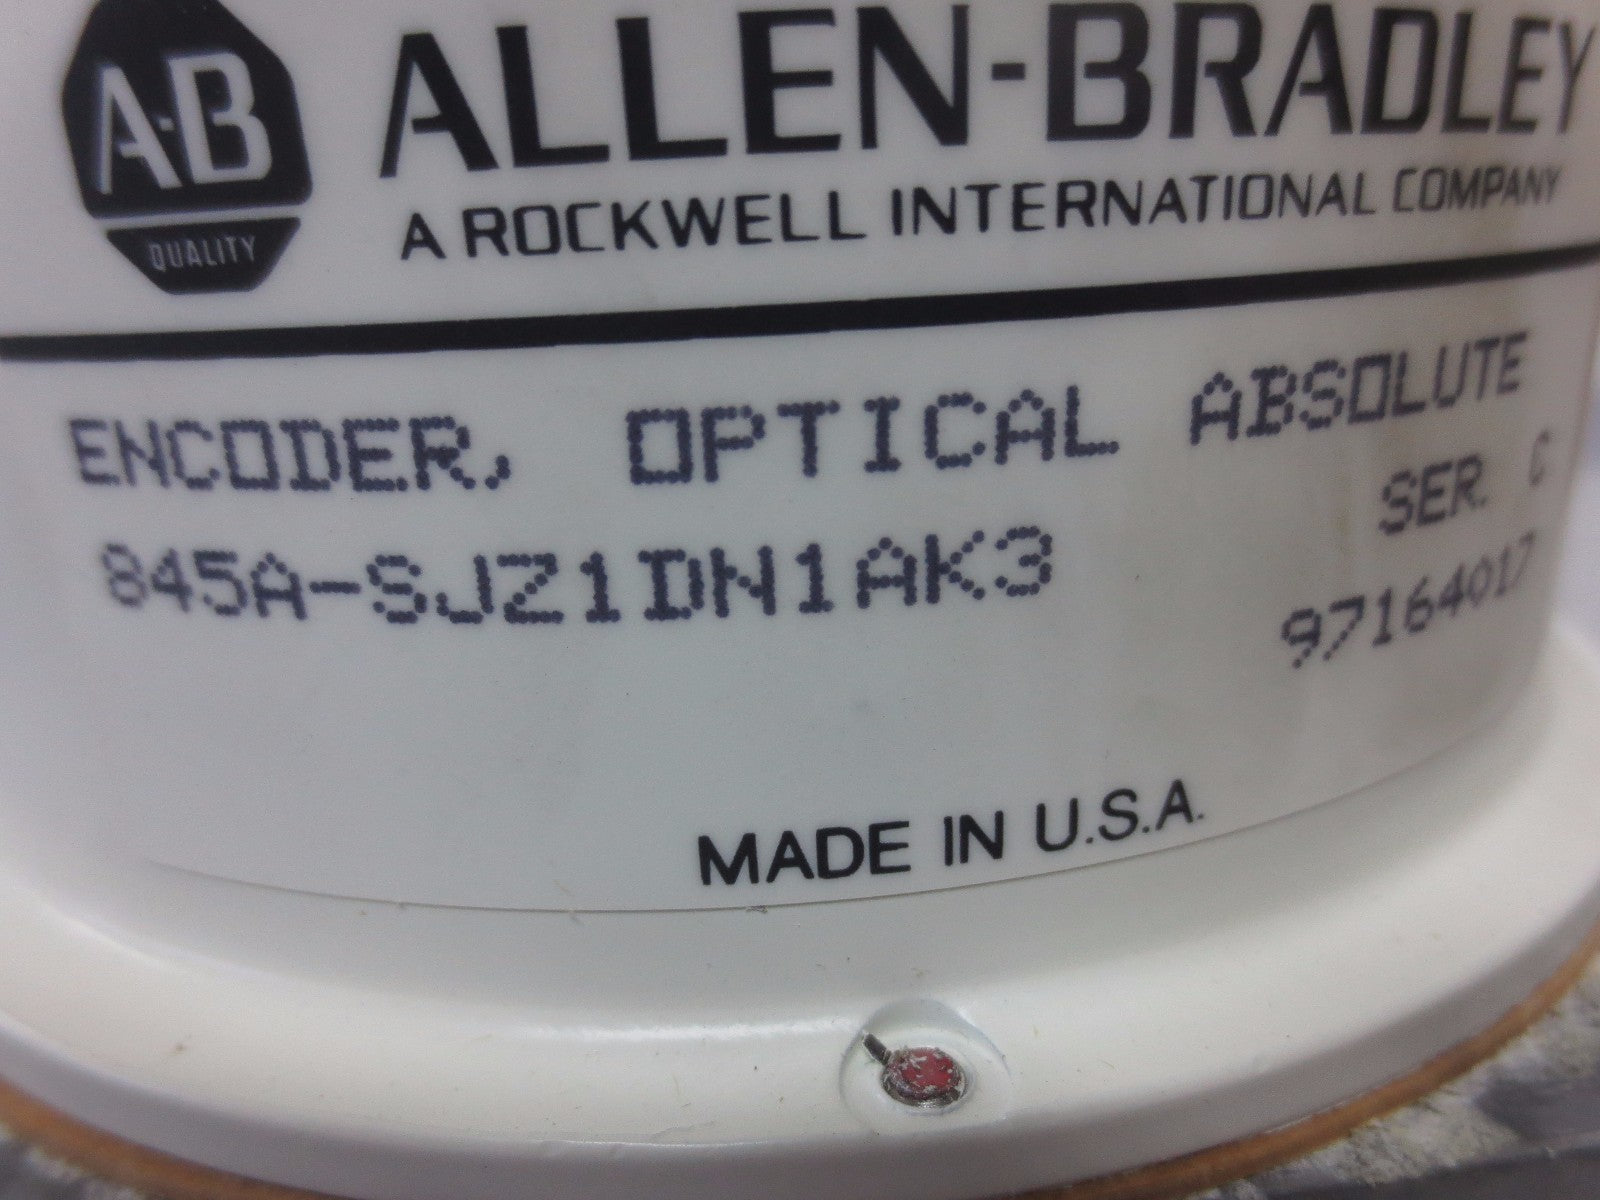 A-B
QUALITY
ALLEN-BRADLEY
A ROCKWELL INTERNATIONAL COMPANY
ENCODER, OPTICAL ABSOLUTE
SER. C
845A-SJZ1DN1AK3
97164017
MADE IN U.S.A.